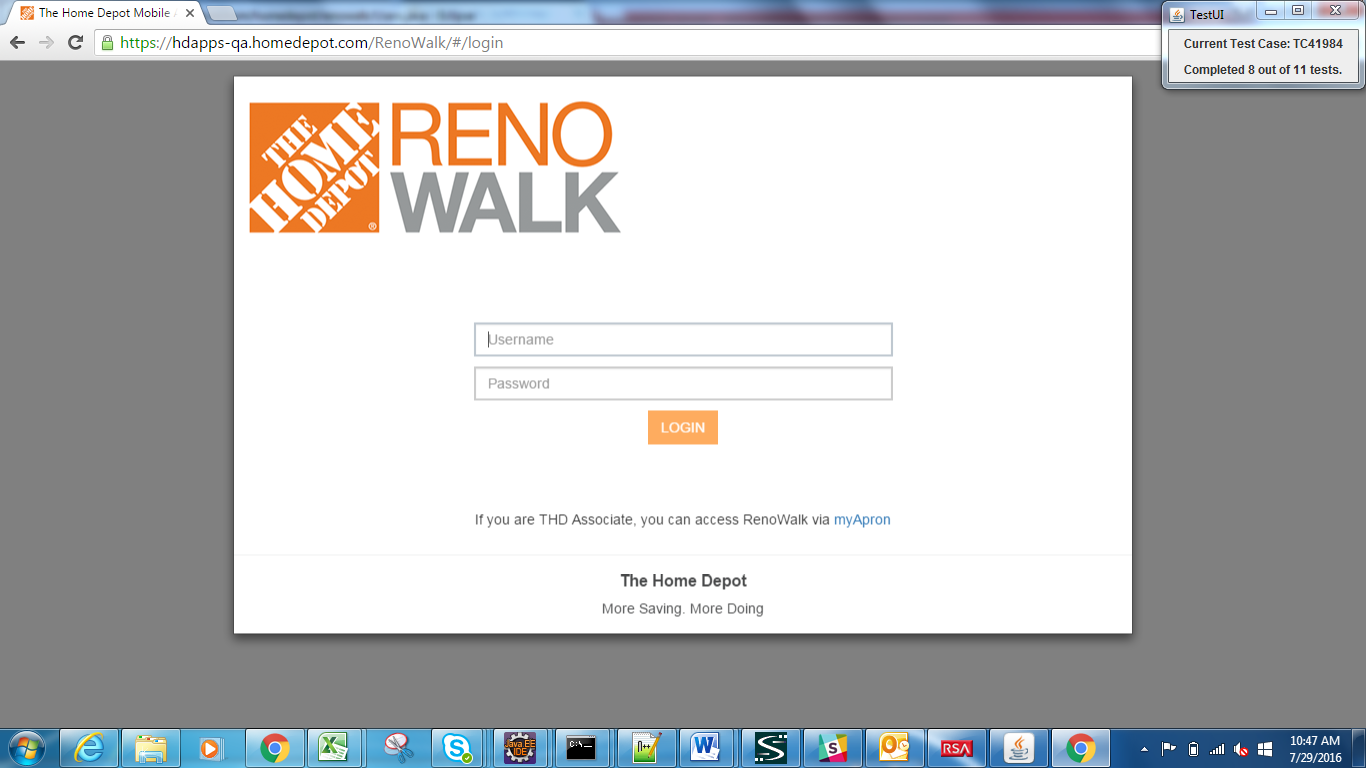 The Home Depot Mobile
TestUI
https://hdapps-qa.homedepot.com/RenoWalk/#/login
Current Test Case: TC41984
Completed 8 out of 11 tests.
THE
HOME
DEPOT
®
RENO
WALK
Username
Password
LOGIN
If you are THD Associate, you can access RenoWalk via myApron
The Home Depot
More Saving. More Doing
Java EE
IDE
C:\
N++
RSA
10:47 AM
7/29/2016